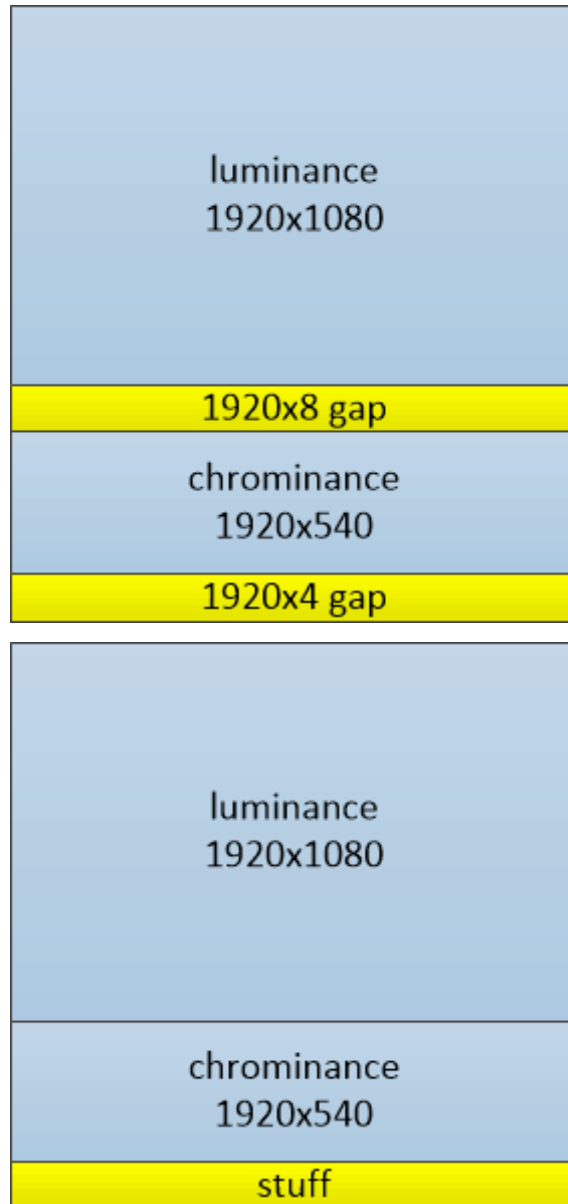 luminance
1920x1080
1920x8 gap
chrominance
1920x540
1920x4 gap
luminance
1920x1080
chrominance
1920x540
stuff